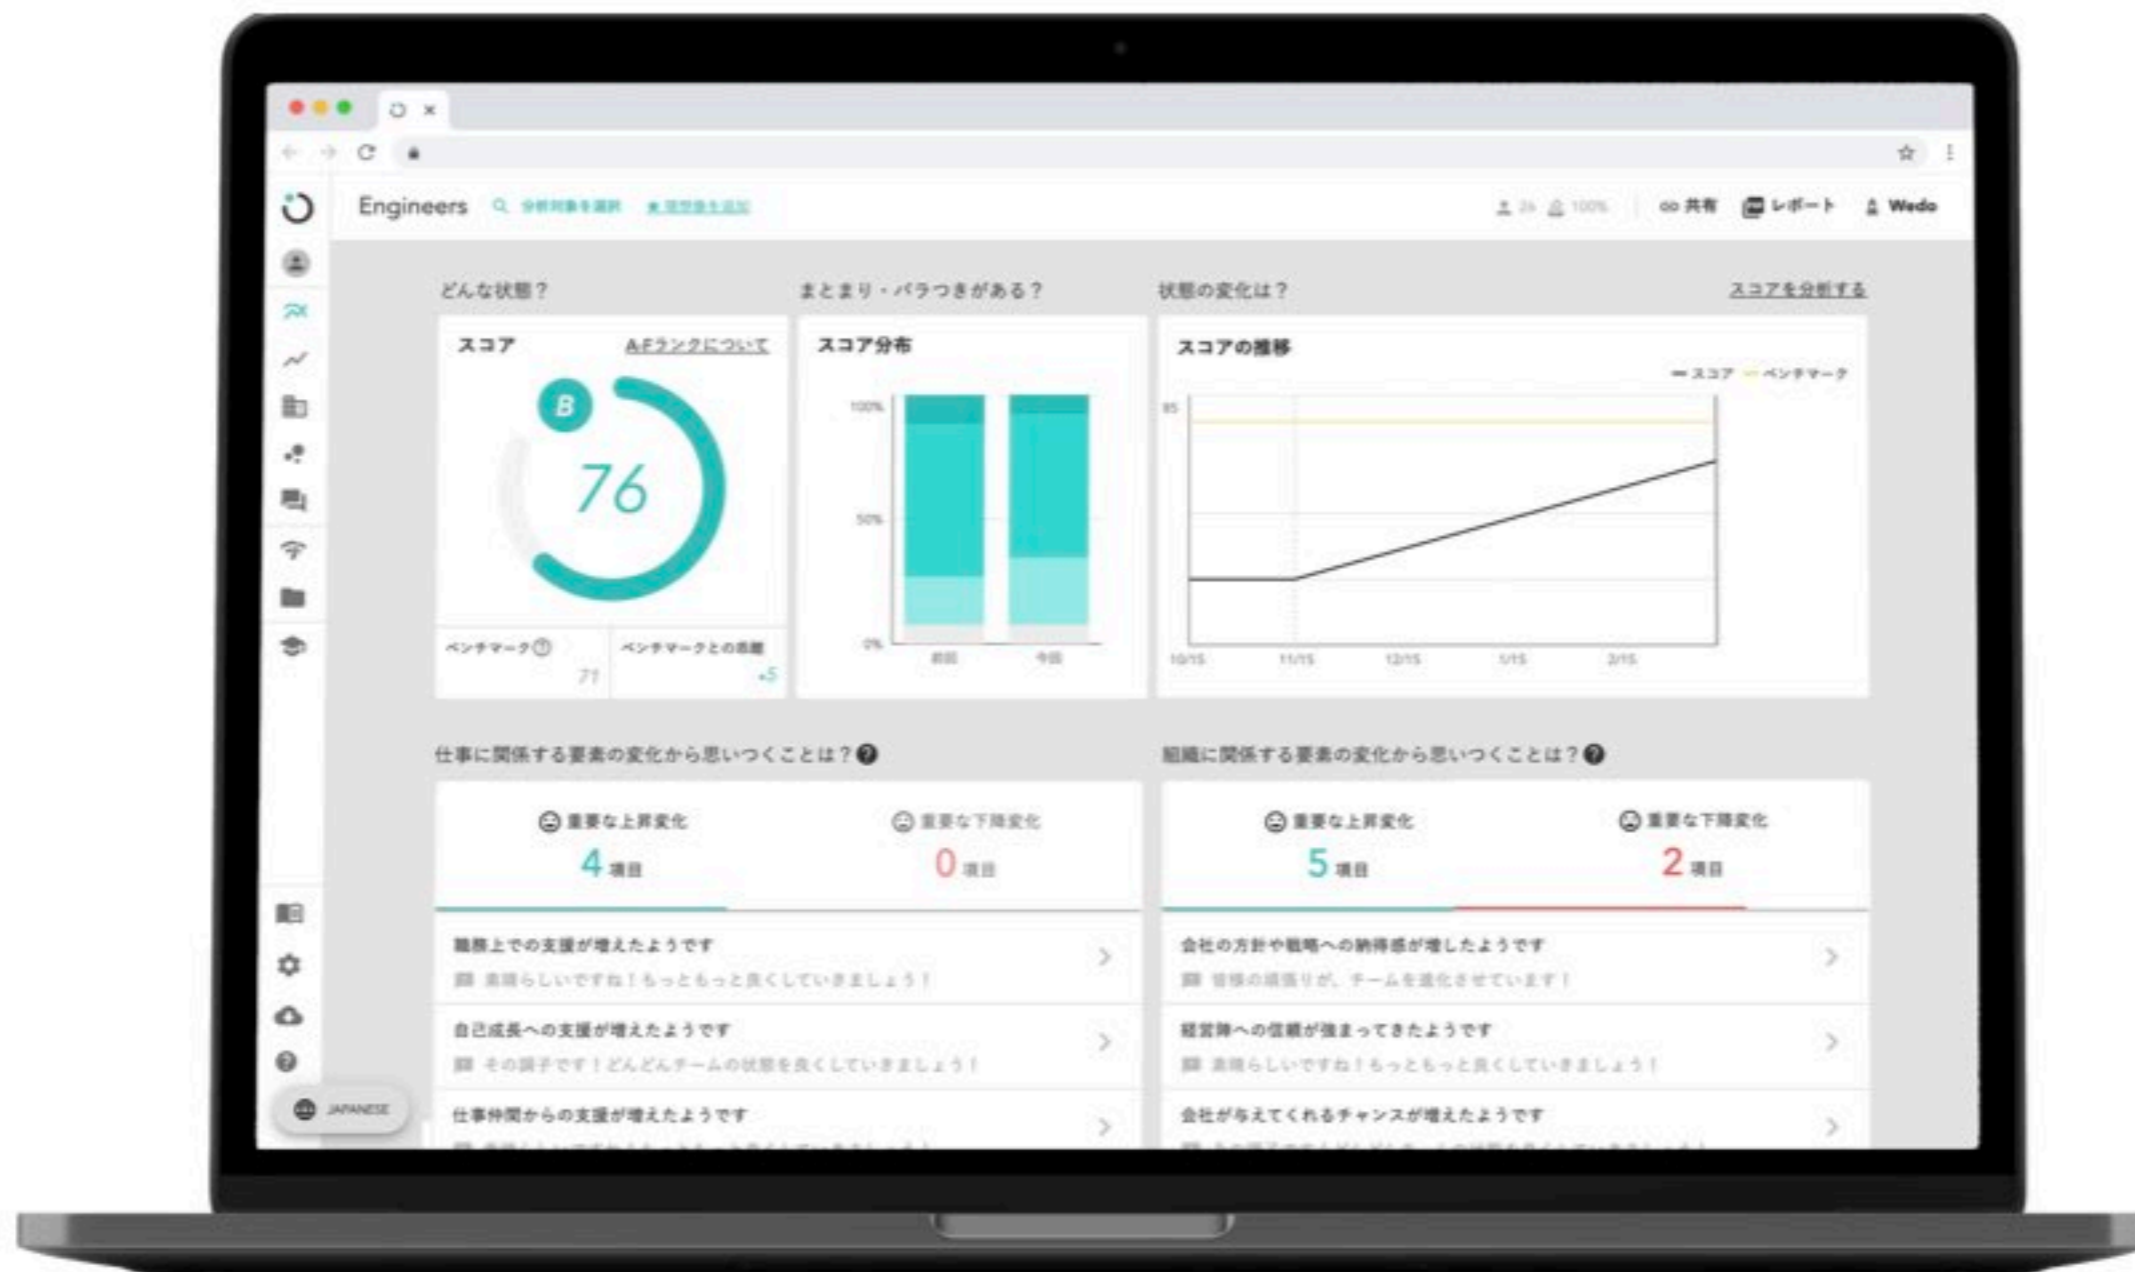 Engineers
分析対象を選択
理想像を追加
26
100%
共有
レポート
Wedo
どんな状態？
まとまり・バラつきがある？
状態の変化は？
スコアを分析する
スコア
A-Fランクについて
B
76
ベンチマーク
71
ベンチマークとの乖離
+5
スコア分布
100%
50%
0%
前回
今回
スコアの推移
スコア
ベンチマーク
85
10/15
11/15
12/15
1/15
2/15
仕事に関係する要素の変化から思いつくことは？
重要な上昇変化
4 項目
重要な下降変化
0 項目
職務上での支援が増えたようです
素晴らしいですね！もっともっと良くしていきましょう！
自己成長への支援が増えたようです
その調子です！どんどんチームの状態を良くしていきましょう！
仕事仲間からの支援が増えたようです
組織に関係する要素の変化から思いつくことは？
重要な上昇変化
5 項目
重要な下降変化
2 項目
会社の方針や戦略への納得感が増したようです
皆様の頑張りが、チームを進化させています！
経営陣への信頼が強まってきたようです
素晴らしいですね！もっともっと良くしていきましょう！
会社が与えてくれるチャンスが増えたようです
JAPANESE